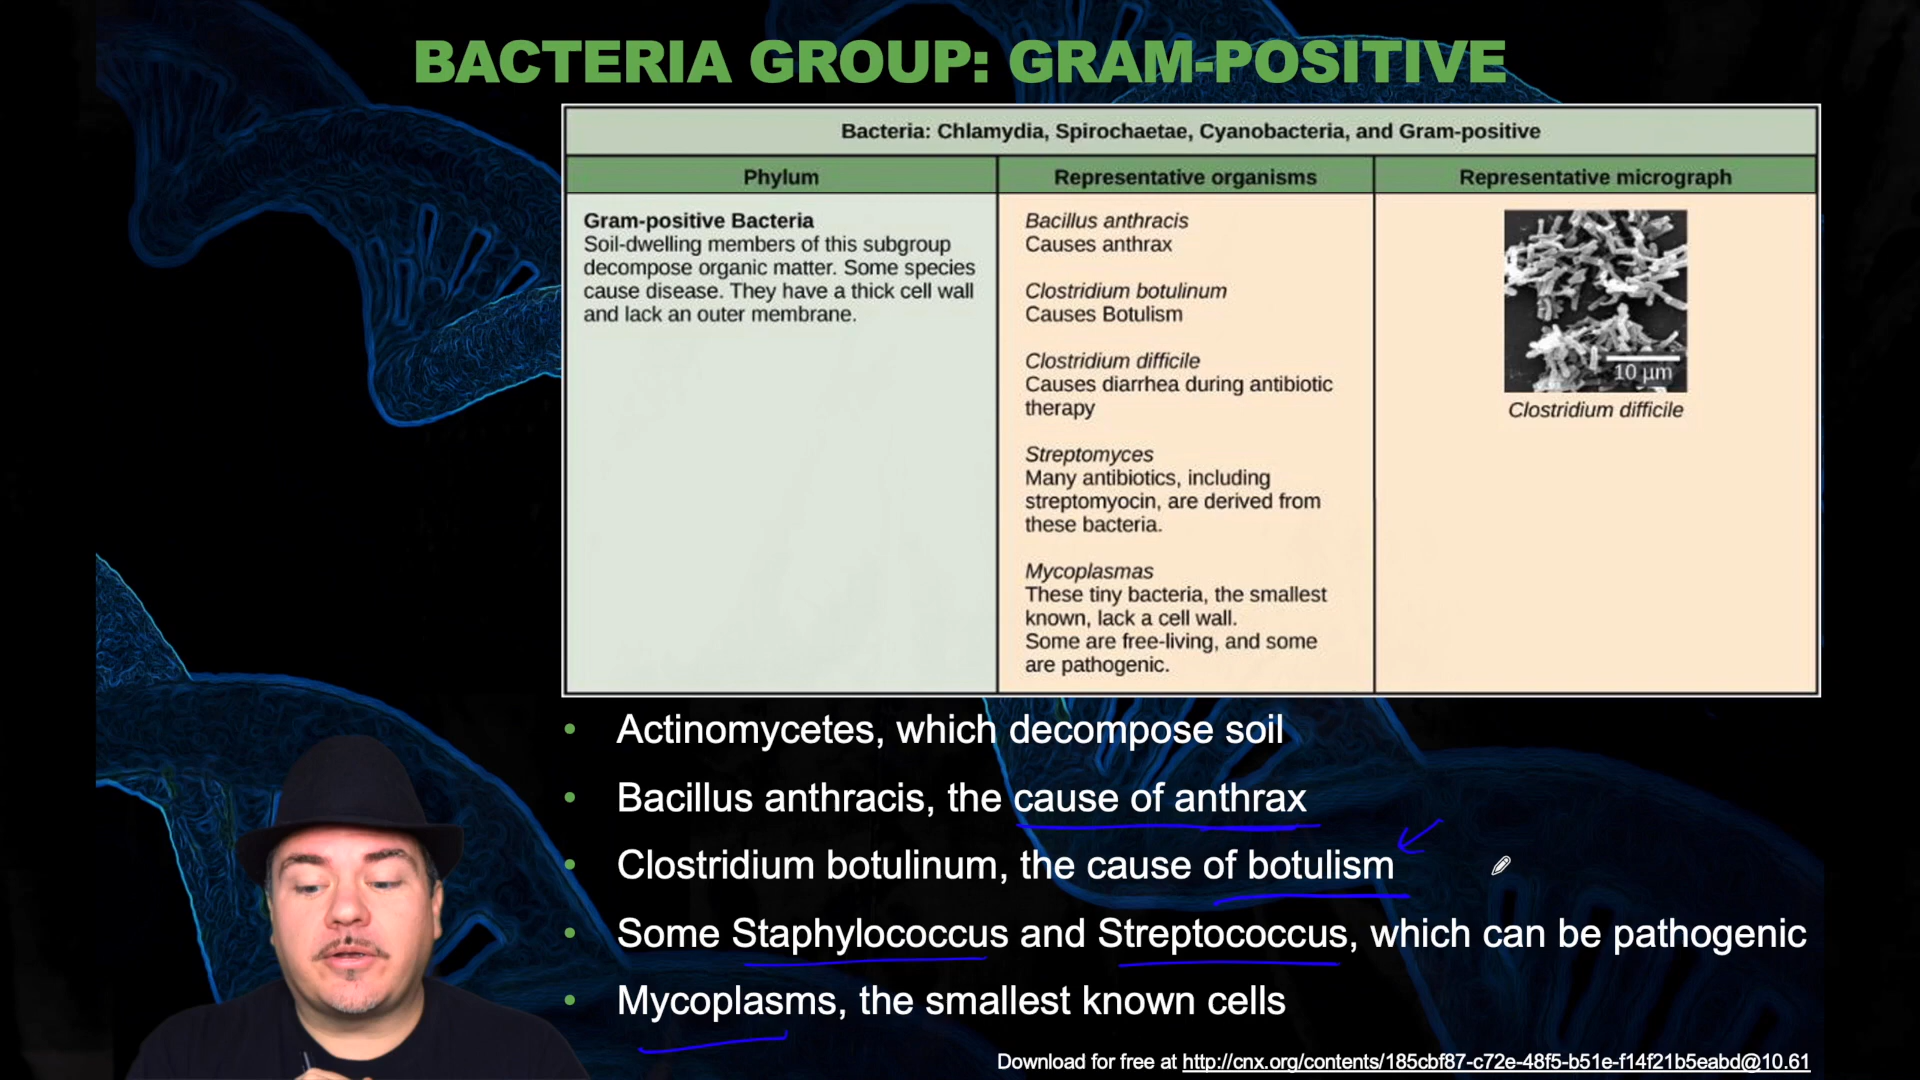 BACTERIA GROUP: GRAM-POSITIVE
Bacteria: Chlamydia, Spirochaetae, Cyanobacteria, and Gram-positive
Phylum
Representative organisms
Representative micrograph
Gram-positive Bacteria
Soil-dwelling members of this subgroup
decompose organic matter. Some species
cause disease. They have a thick cell wall
and lack an outer membrane.
Bacillus anthracis
Causes anthrax
Clostridium botulinum
Causes Botulism
Clostridium difficile
Causes diarrhea during antibiotic
therapy
Streptomyces
Many antibiotics, including
streptomyocin, are derived from
these bacteria.
Mycoplasmas
These tiny bacteria, the smallest
known, lack a cell wall.
Some are free-living, and some
are pathogenic.
10 µm
Clostridium difficile
• Actinomycetes, which decompose soil
• Bacillus anthracis, the cause of anthrax
• Clostridium botulinum, the cause of botulism
• Some Staphylococcus and Streptococcus, which can be pathogenic
• Mycoplasms, the smallest known cells
Download for free at http://cnx.org/contents/185cbf87-c72e-48f5-b51e-f14f21b5eabd@10.61